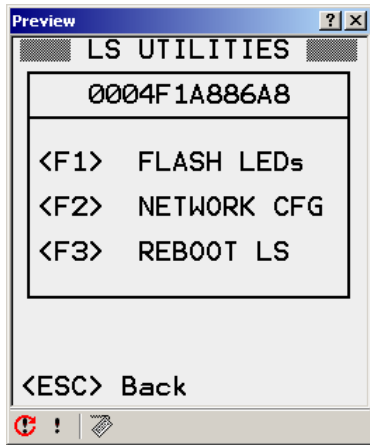 Preview
LS UTILITIES
0004F1A886A8
<F1> FLASH LEDs
<F2> NETWORK CFG
<F3> REBOOT LS
<ESC> Back